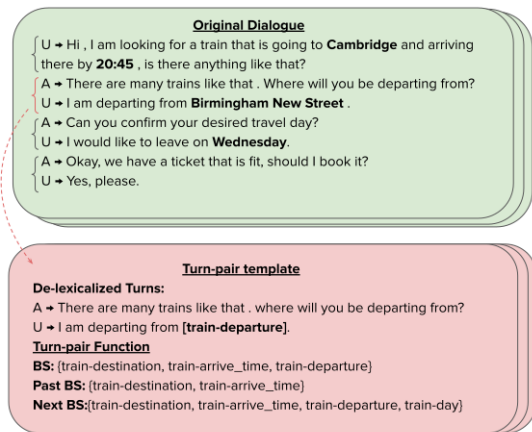 Original Dialogue
U → Hi , I am looking for a train that is going to Cambridge and arriving
there by 20:45 , is there anything like that?
A → There are many trains like that . Where will you be departing from?
U → I am departing from Birmingham New Street .
A → Can you confirm your desired travel day?
U → I would like to leave on Wednesday.
A → Okay, we have a ticket that is fit, should I book it?
U → Yes, please.
Turn-pair template
De-lexicalized Turns:
A → There are many trains like that . where will you be departing from?
U → I am departing from [train-departure].
Turn-pair Function
BS: {train-destination, train-arrive_time, train-departure}
Past BS: {train-destination, train-arrive_time}
Next BS:{train-destination, train-arrive_time, train-departure, train-day}